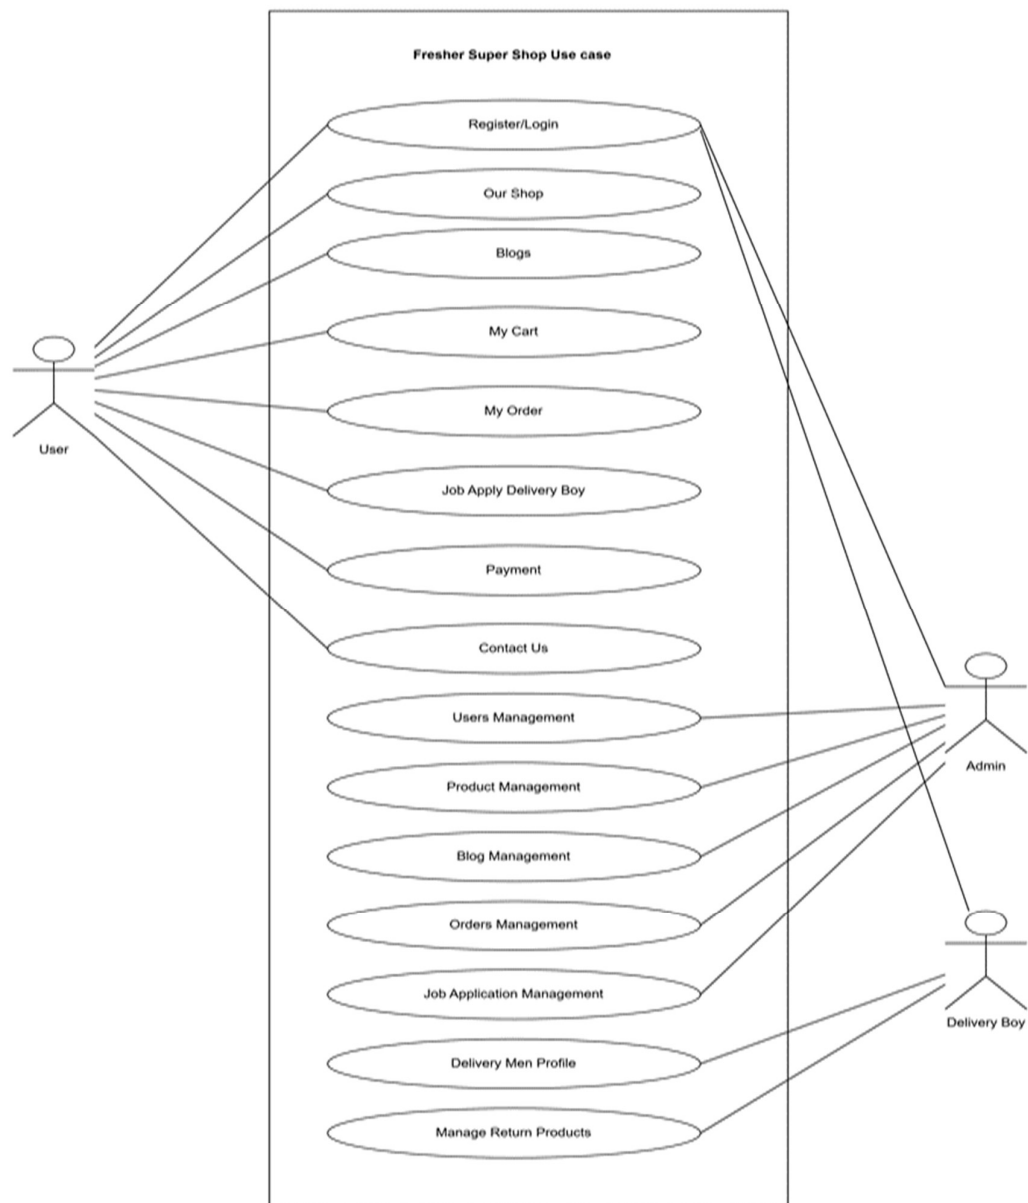 Fresher Super Shop Use case
Register/Login
Our Shop
Blogs
My Cart
My Order
User
Job Apply Delivery Boy
Payment
Contact Us
Users Management
Admin
Product Management
Blog Management
Orders Management
Job Application Management
Delivery Boy
Delivery Men Profile
Manage Return Products